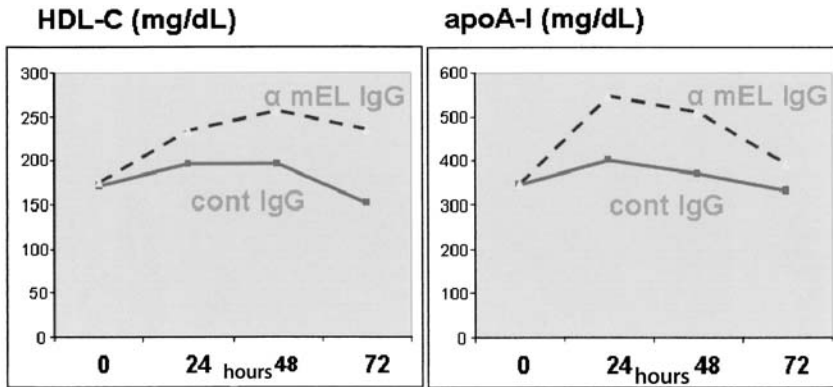 HDL-C (mg/dL)
300
250
200
150
100
50
0
α mEL IgG
cont IgG
0 24 hours 48 72
apoA-I (mg/dL)
600
500
400
300
200
100
0
α mEL IgG
cont IgG
0 24 hours 48 72